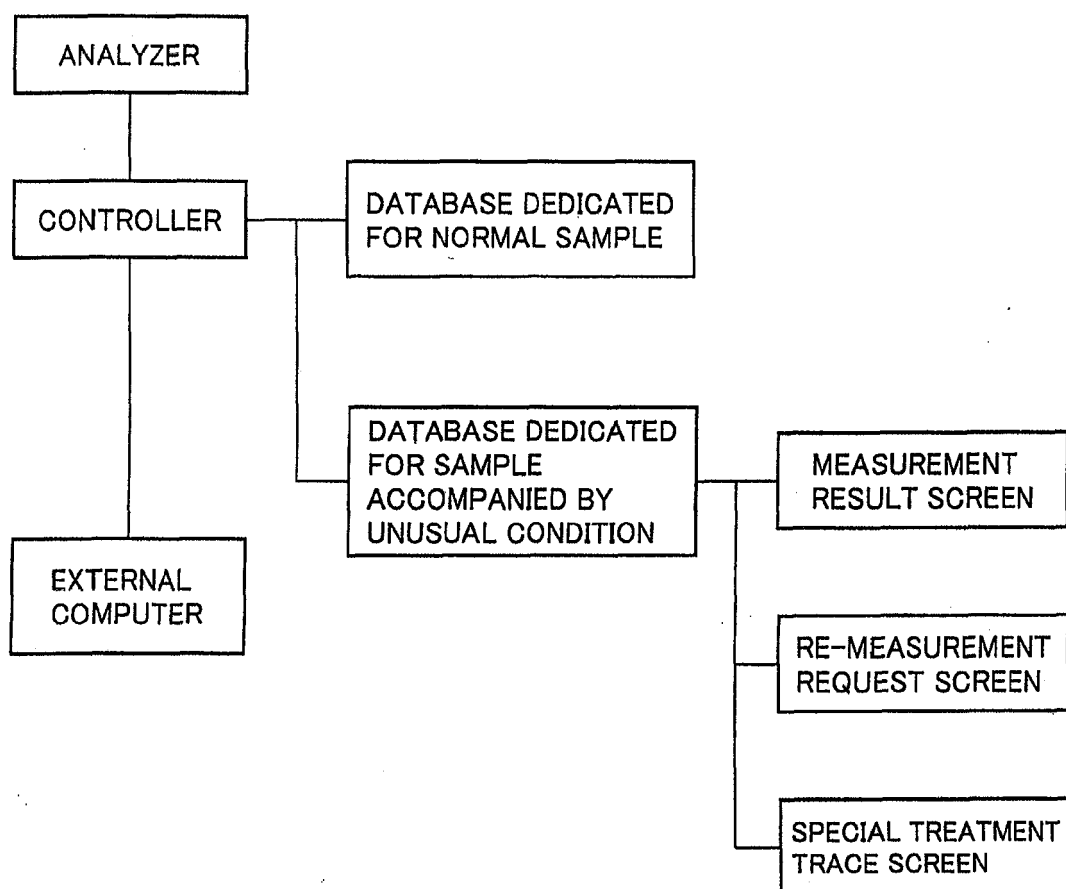 ANALYZER
CONTROLLER
DATABASE DEDICATED
FOR NORMAL SAMPLE
DATABASE DEDICATED
FOR SAMPLE
ACCOMPANIED BY
UNUSUAL CONDITION
MEASUREMENT
RESULT SCREEN
EXTERNAL
COMPUTER
RE-MEASUREMENT
REQUEST SCREEN
SPECIAL TREATMENT
TRACE SCREEN